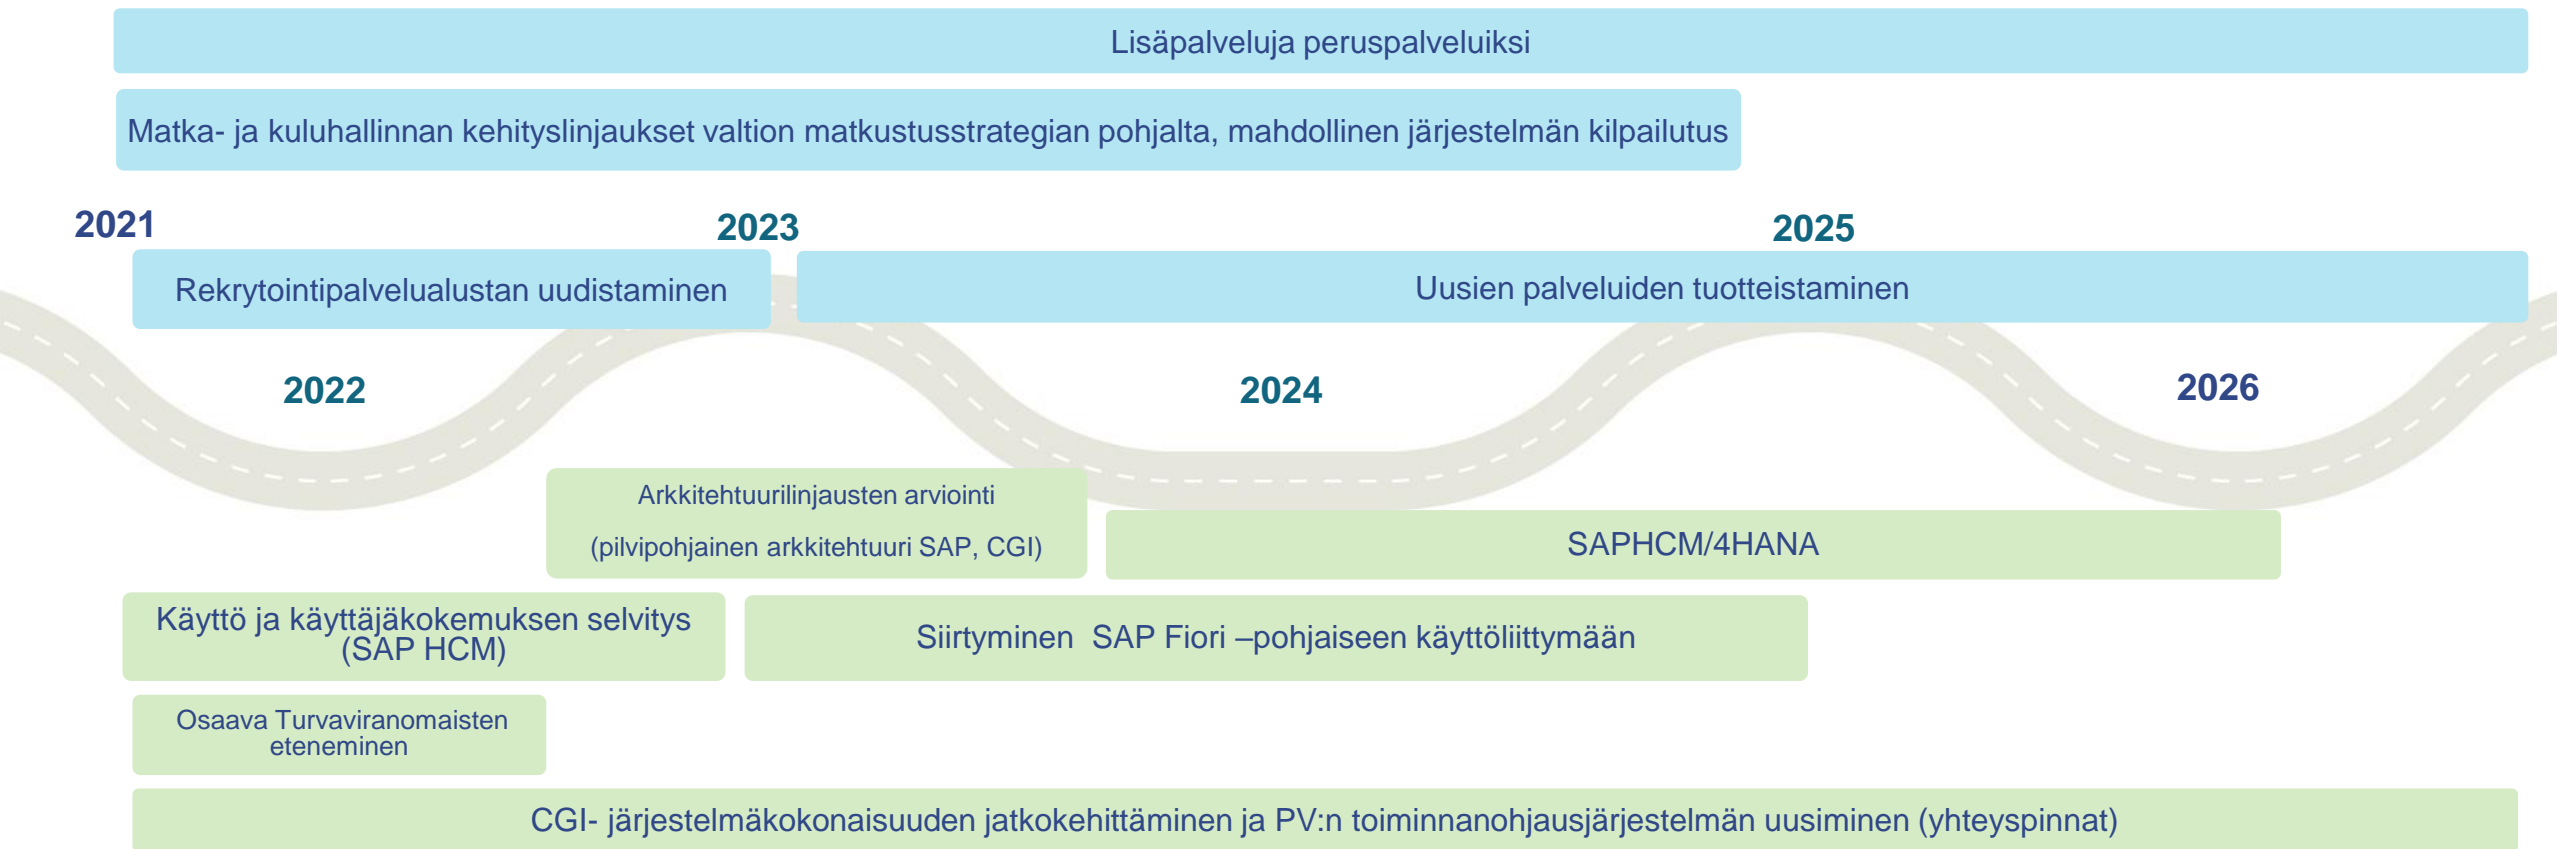 Lisäpalveluja peruspalveluiksi
Matka- ja kuluhallinnan kehityslinjaukset valtion matkustusstrategian pohjalta, mahdollinen järjestelmän kilpailutus
2021
2023
2025
Rekrytointipalvelualustan uudistaminen
Uusien palveluiden tuotteistaminen
2022
2024
2026
Arkkitehtuurilinjausten arviointi
(pilvipohjainen arkkitehtuuri SAP, CGI)
SAPHCM/4HANA
Käyttö ja käyttäjäkokemuksen selvitys
(SAP HCM)
Siirtyminen  SAP Fiori –pohjaiseen käyttöliittymään
Osaava Turvaviranomaisten
eteneminen
CGI- järjestelmäkokonaisuuden jatkokehittäminen ja PV:n toiminnanohjausjärjestelmän uusiminen (yhteyspinnat)